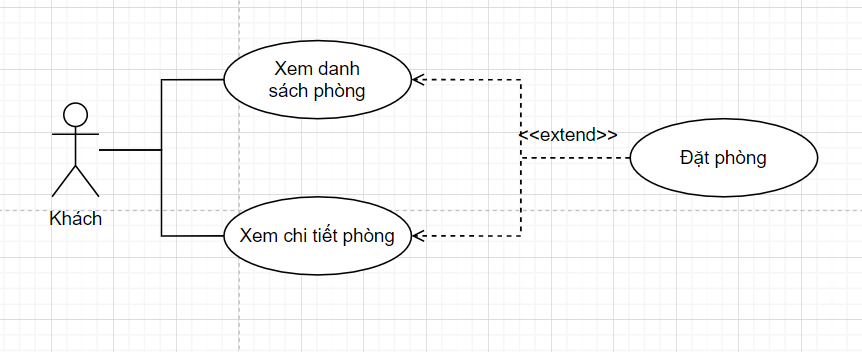 Xem danh
sách phòng
<<extend>>
Đặt phòng
Khách
Xem chi tiết phòng